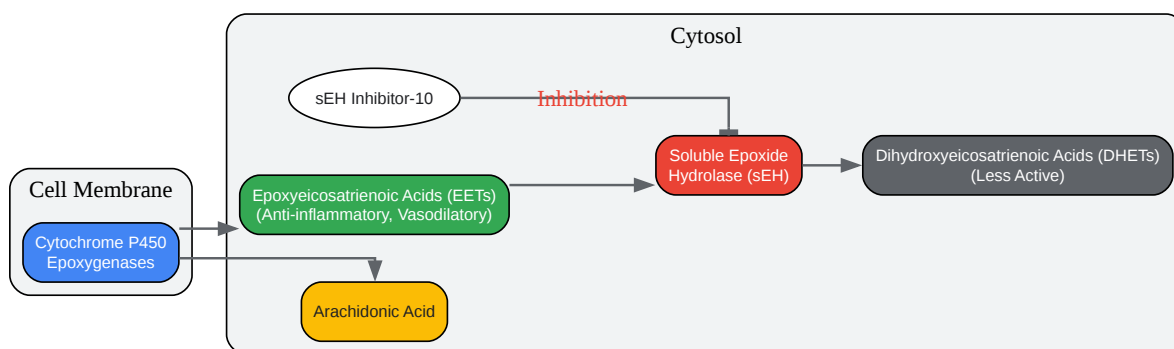 Cytosol
sEH Inhibitor-10
Inhibition
Soluble Epoxide
Hydrolase (sEH)
Dihydroxyeicosatrienoic Acids (DHETs)
(Less Active)
Cell Membrane
Epoxyeicosatrienoic Acids (EETs)
(Anti-inflammatory, Vasodilatory)
Cytochrome P450
Epoxygenases
Arachidonic Acid